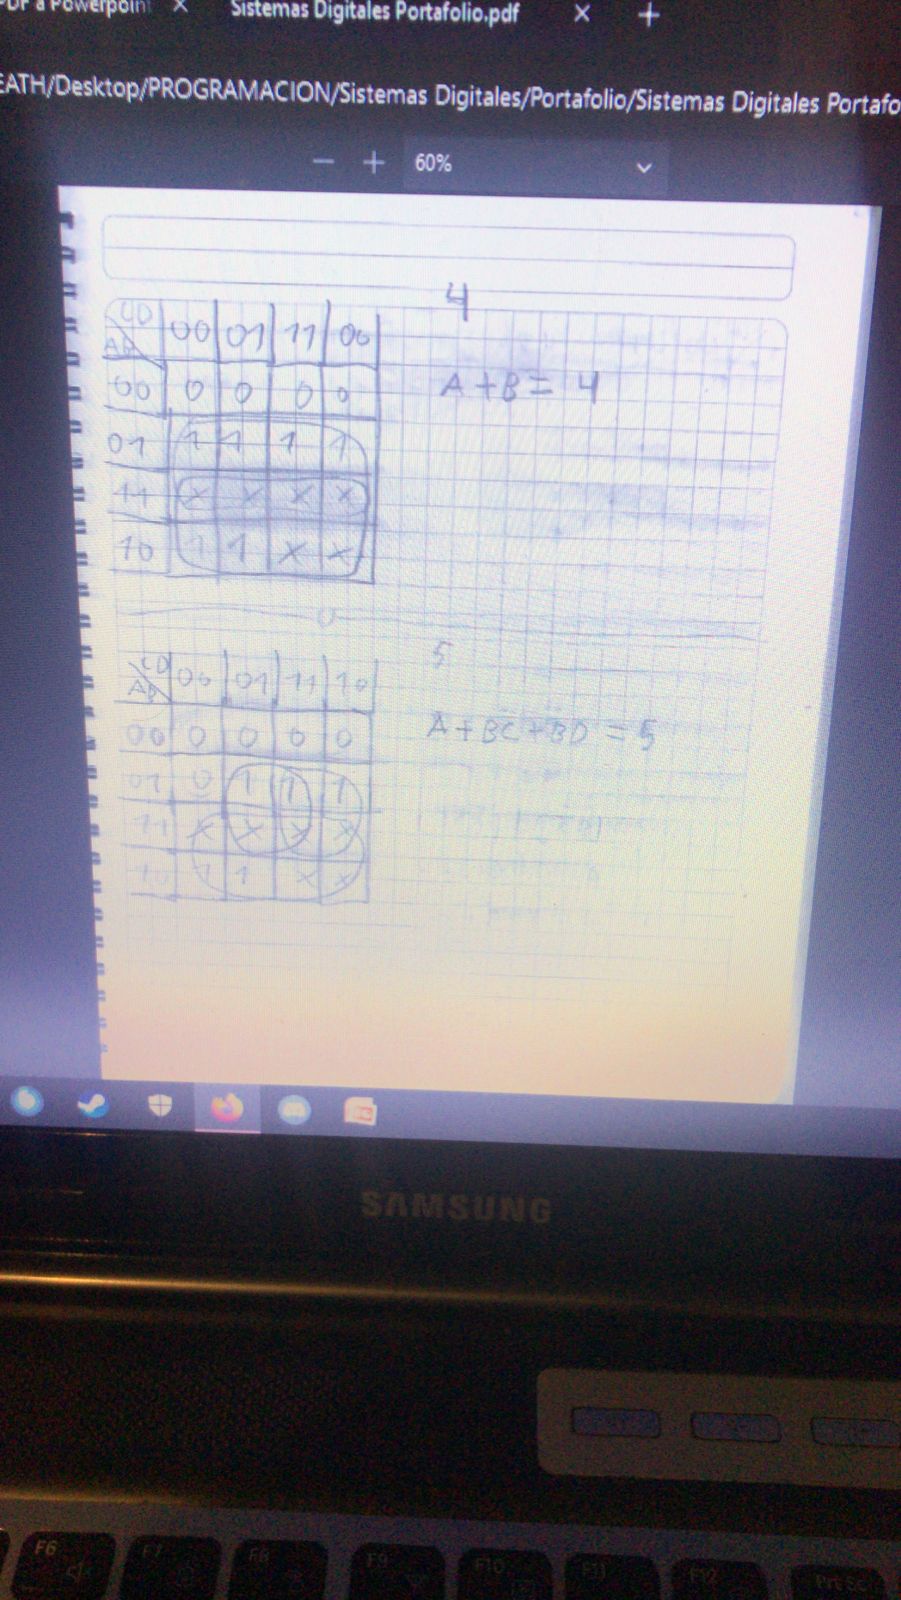 PDF a Powerpoin
Sistemas Digitales Portafolio.pdf
EATH/Desktop/PROGRAMACION/Sistemas Digitales/Portafolio/Sistemas Digitales Portafo
60%
4
CD 00 01 11 00
AB
00 0 0 0 0
A+B= 4
01 1 1 1 1
11 X X X X
10 1 1 X X
5
CD 00 01 11 10
AB
00 0 0 0 0
A+BC+BD = 5
01 0 1 1 1
11 X X X X
10 1 1 X X
SAMSUNG
F6 F7 F8 F9 F10 F11 F12 PrtSc